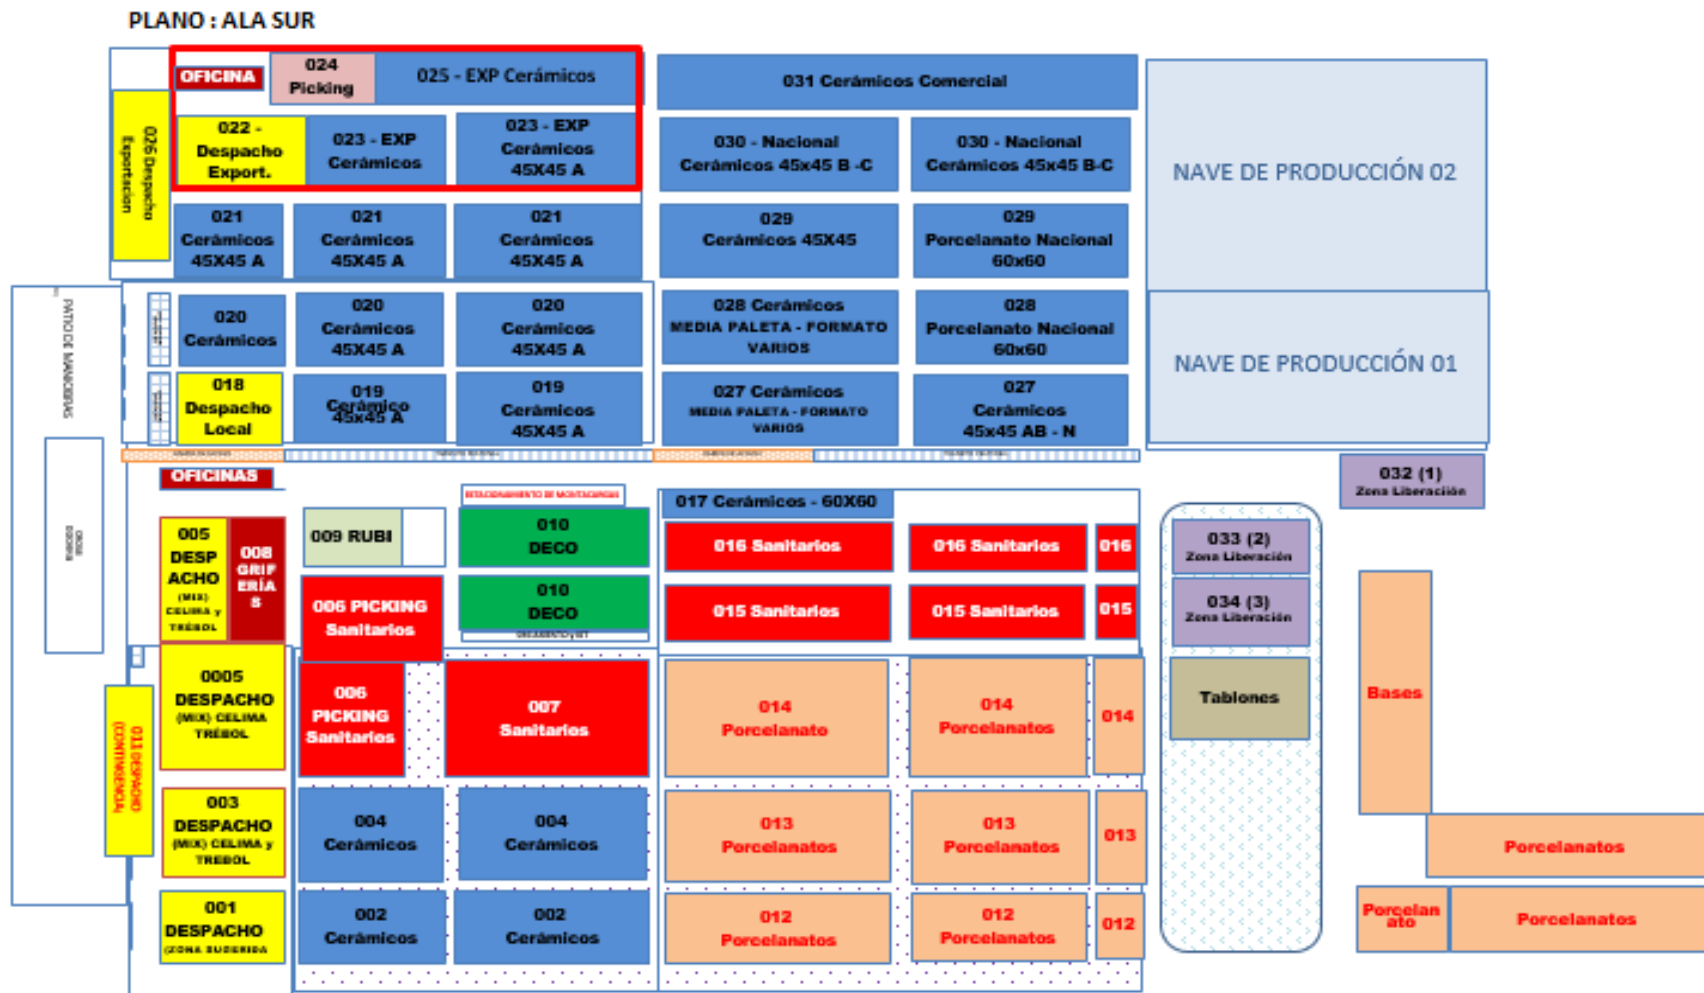 PLANO : ALA SUR
OFICINA
024
Picking
025 - EXP Cerámicos
031 Cerámicos Comercial
026 Despacho
Exportacion
022 -
Despacho
Export.
023 - EXP
Cerámicos
023 - EXP
Cerámicos
45X45 A
030 - Nacional
Cerámicos 45x45 B -C
030 - Nacional
Cerámicos 45x45 B-C
NAVE DE PRODUCCIÓN 02
021
Cerámicos
45X45 A
021
Cerámicos
45X45 A
021
Cerámicos
45X45 A
029
Cerámicos 45X45
029
Porcelanato Nacional
60x60
PATIO DE MANIOBRAS
020
Cerámicos
020
Cerámicos
45X45 A
020
Cerámicos
45X45 A
028 Cerámicos
MEDIA PALETA - FORMATO
VARIOS
028
Porcelanato Nacional
60x60
NAVE DE PRODUCCIÓN 01
018
Despacho
Local
019
Cerámico
45x45 A
019
Cerámicos
45X45 A
027 Cerámicos
MEDIA PALETA - FORMATO
VARIOS
027
Cerámicos
45x45 AB - N
OFICINAS
ESTACIONAMIENTO DE MONTACARGAS
017 Cerámicos - 60X60
032 (1)
Zona Liberaciión
005
DESP
ACHO
(MIX)
CELIMA y
TRÉBOL
008
GRIF
ERÍA
S
009 RUBI
010
DECO
016 Sanitarios
016 Sanitarios
016
033 (2)
Zona Liberación
006 PICKING
Sanitarios
010
DECO
015 Sanitarios
015 Sanitarios
015
034 (3)
Zona Liberación
0005
DESPACHO
(MIX) CELIMA
TRÉBOL
006
PICKING
Sanitarios
007
Sanitarios
014
Porcelanato
014
Porcelanatos
014
Tablones
Bases
011 DESPACHO
(CONTINGENCIA)
003
DESPACHO
(MIX) CELIMA y
TREBOL
004
Cerámicos
004
Cerámicos
013
Porcelanatos
013
Porcelanatos
013
Porcelanatos
001
DESPACHO
(ZONA SUGERIDA
002
Cerámicos
002
Cerámicos
012
Porcelanatos
012
Porcelanatos
012
Porcelan
ato
Porcelanatos